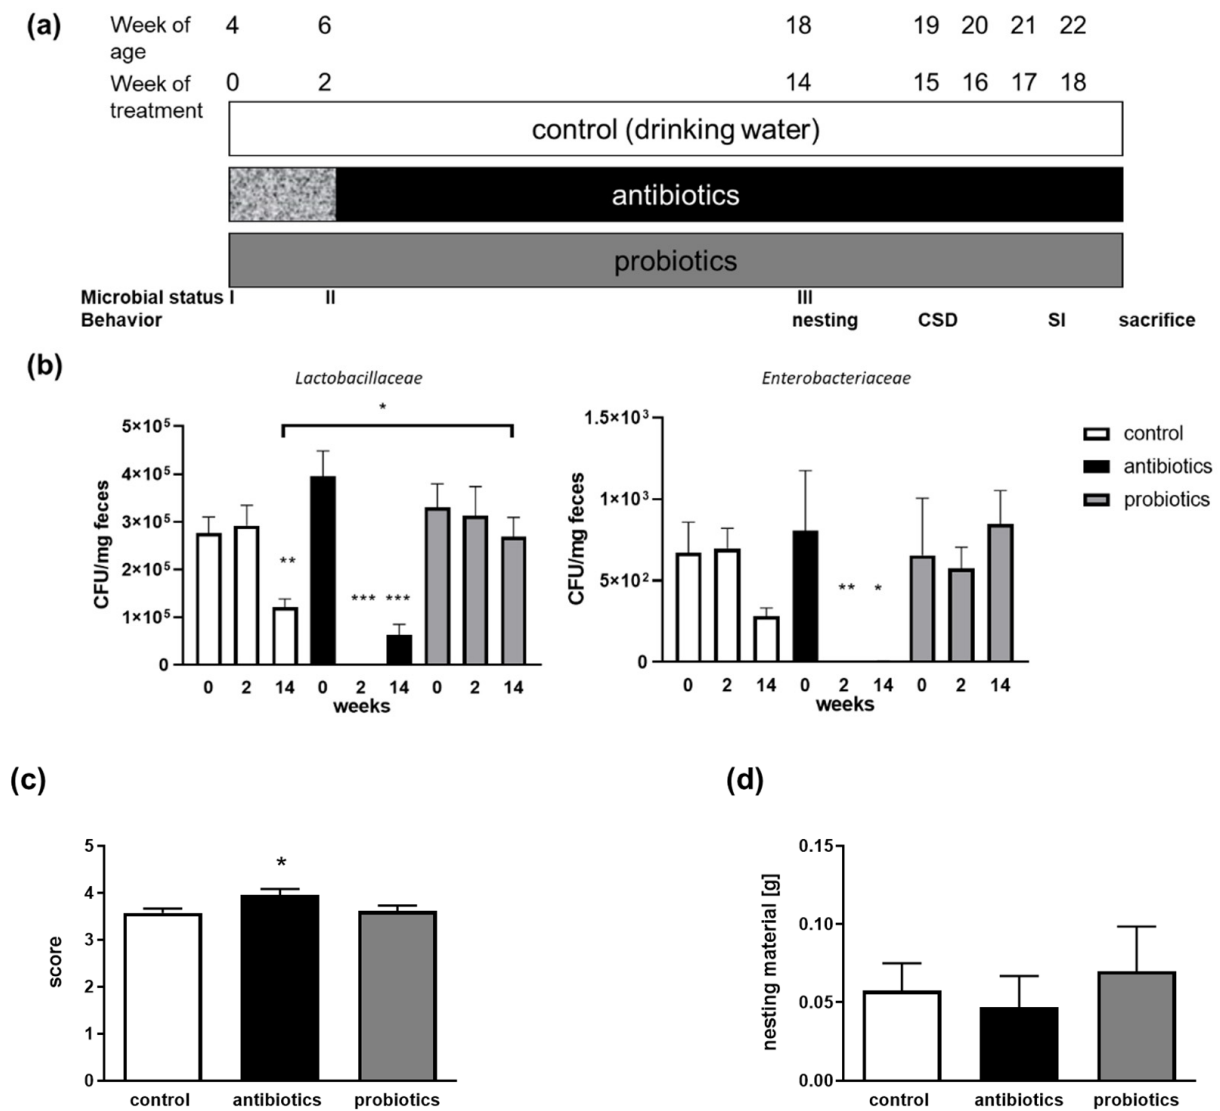 (a)
Week of age 4 6 18 19 20 21 22
Week of treatment 0 2 14 15 16 17 18
control (drinking water)
antibiotics
probiotics
Microbial status I II III
Behavior nesting CSD SI sacrifice
(b)
Lactobacillaceae
*
5×10⁵
4×10⁵
3×10⁵
2×10⁵
1×10⁵
0
CFU/mg feces
** *** ***
0 2 14 0 2 14 0 2 14
weeks
Enterobacteriaceae
1.5×10³
1×10³
5×10²
0
CFU/mg feces
** *
0 2 14 0 2 14 0 2 14
weeks
control
antibiotics
probiotics
(c)
5
4
3
2
1
0
score
*
control antibiotics probiotics
(d)
0.15
0.10
0.05
0.00
nesting material [g]
control antibiotics probiotics